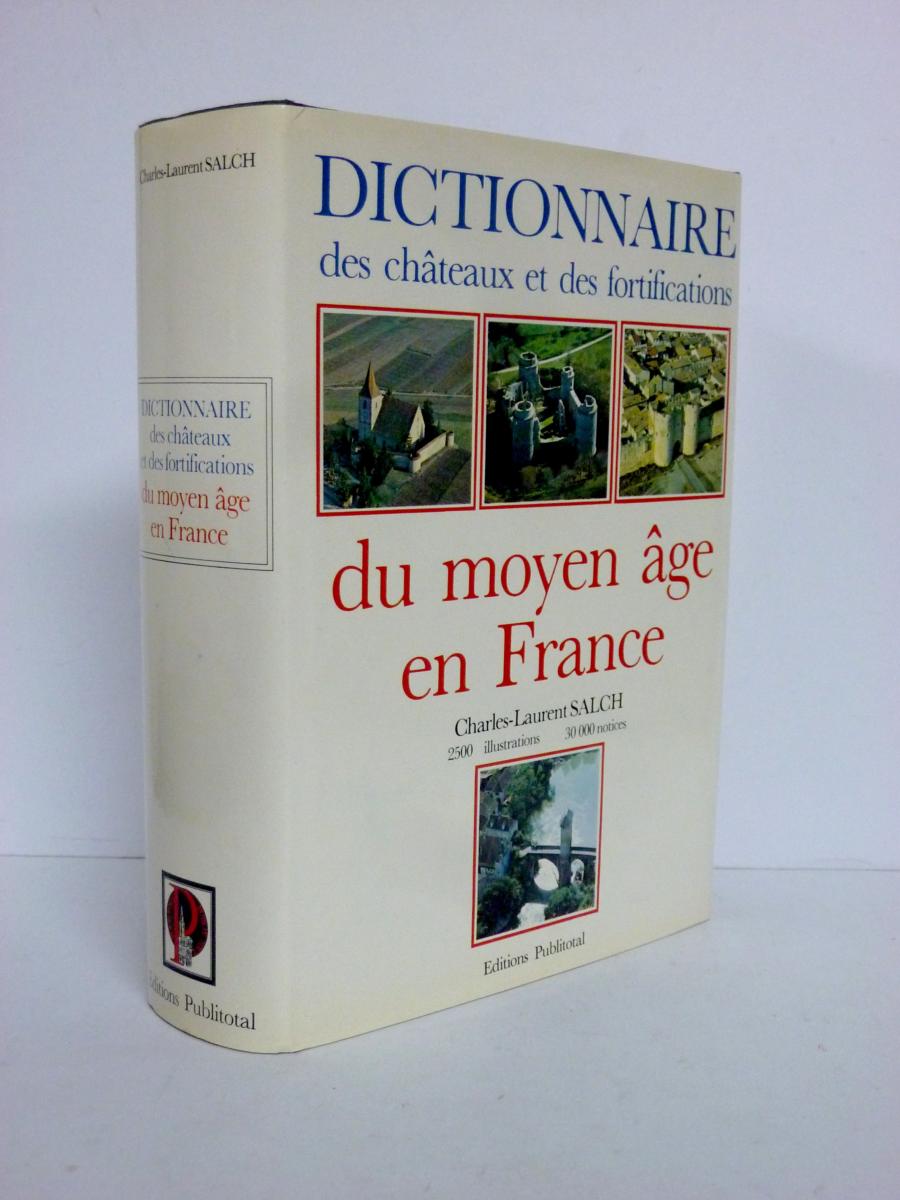 Charles-Laurent SALCH
DICTIONNAIRE
des châteaux
et des fortifications
du moyen âge
en France
Editions Publitotal
DICTIONNAIRE
des châteaux et des fortifications
du moyen âge
en France
Charles-Laurent SALCH
2500 illustrations 30 000 notices
Editions Publitotal